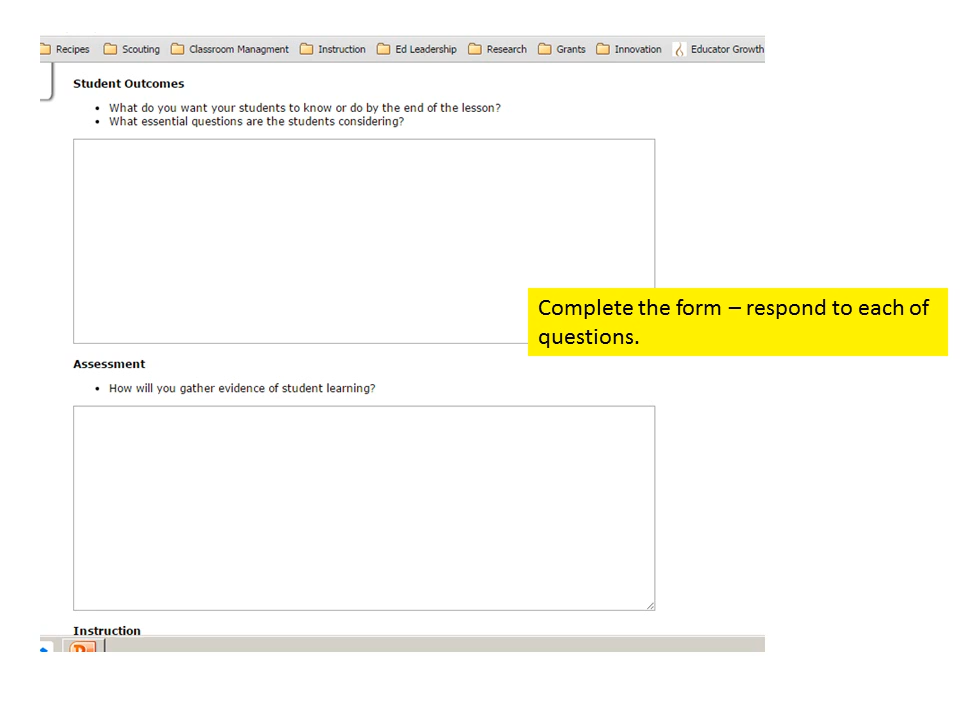 Recipes Scouting Classroom Managment Instruction Ed Leadership Research Grants Innovation Educator Growth
Student Outcomes
• What do you want your students to know or do by the end of the lesson?
• What essential questions are the students considering?
Complete the form – respond to each of
questions.
Assessment
• How will you gather evidence of student learning?
Instruction